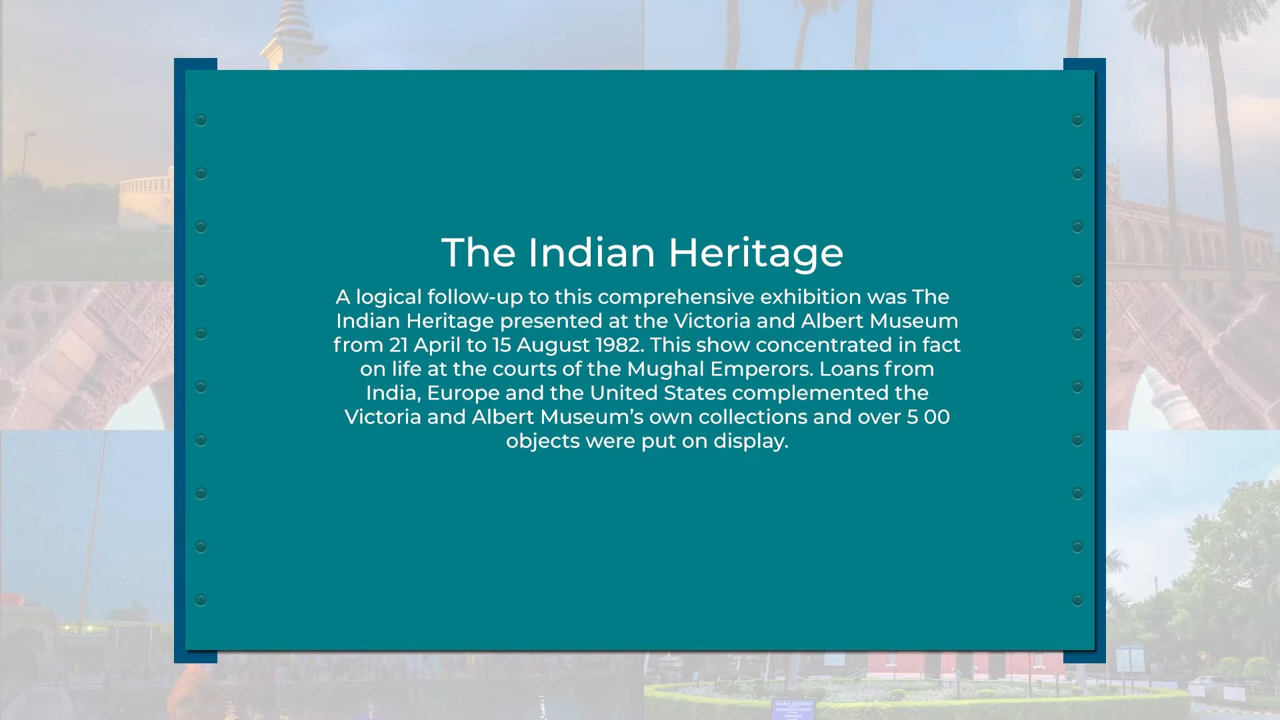 The Indian Heritage
A logical follow-up to this comprehensive exhibition was The
Indian Heritage presented at the Victoria and Albert Museum
from 21 April to 15 August 1982. This show concentrated in fact
on life at the courts of the Mughal Emperors. Loans from
India, Europe and the United States complemented the
Victoria and Albert Museum’s own collections and over 5 00
objects were put on display.